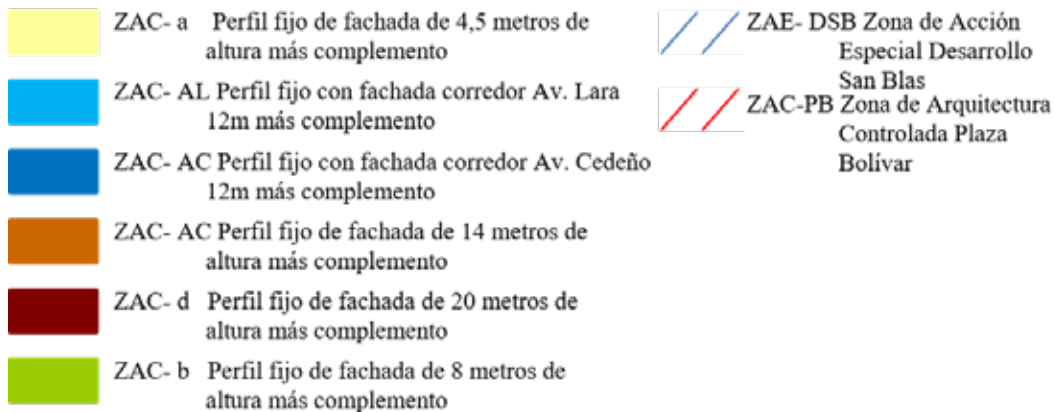 ZAC- a Perfil fijo de fachada de 4,5 metros de
altura más complemento
ZAC- AL Perfil fijo con fachada corredor Av. Lara
12m más complemento
ZAC- AC Perfil fijo con fachada corredor Av. Cedeño
12m más complemento
ZAC- AC Perfil fijo de fachada de 14 metros de
altura más complemento
ZAC- d Perfil fijo de fachada de 20 metros de
altura más complemento
ZAC- b Perfil fijo de fachada de 8 metros de
altura más complemento
ZAE- DSB Zona de Acción
Especial Desarrollo
San Blas
ZAC-PB Zona de Arquitectura
Controlada Plaza
Bolívar